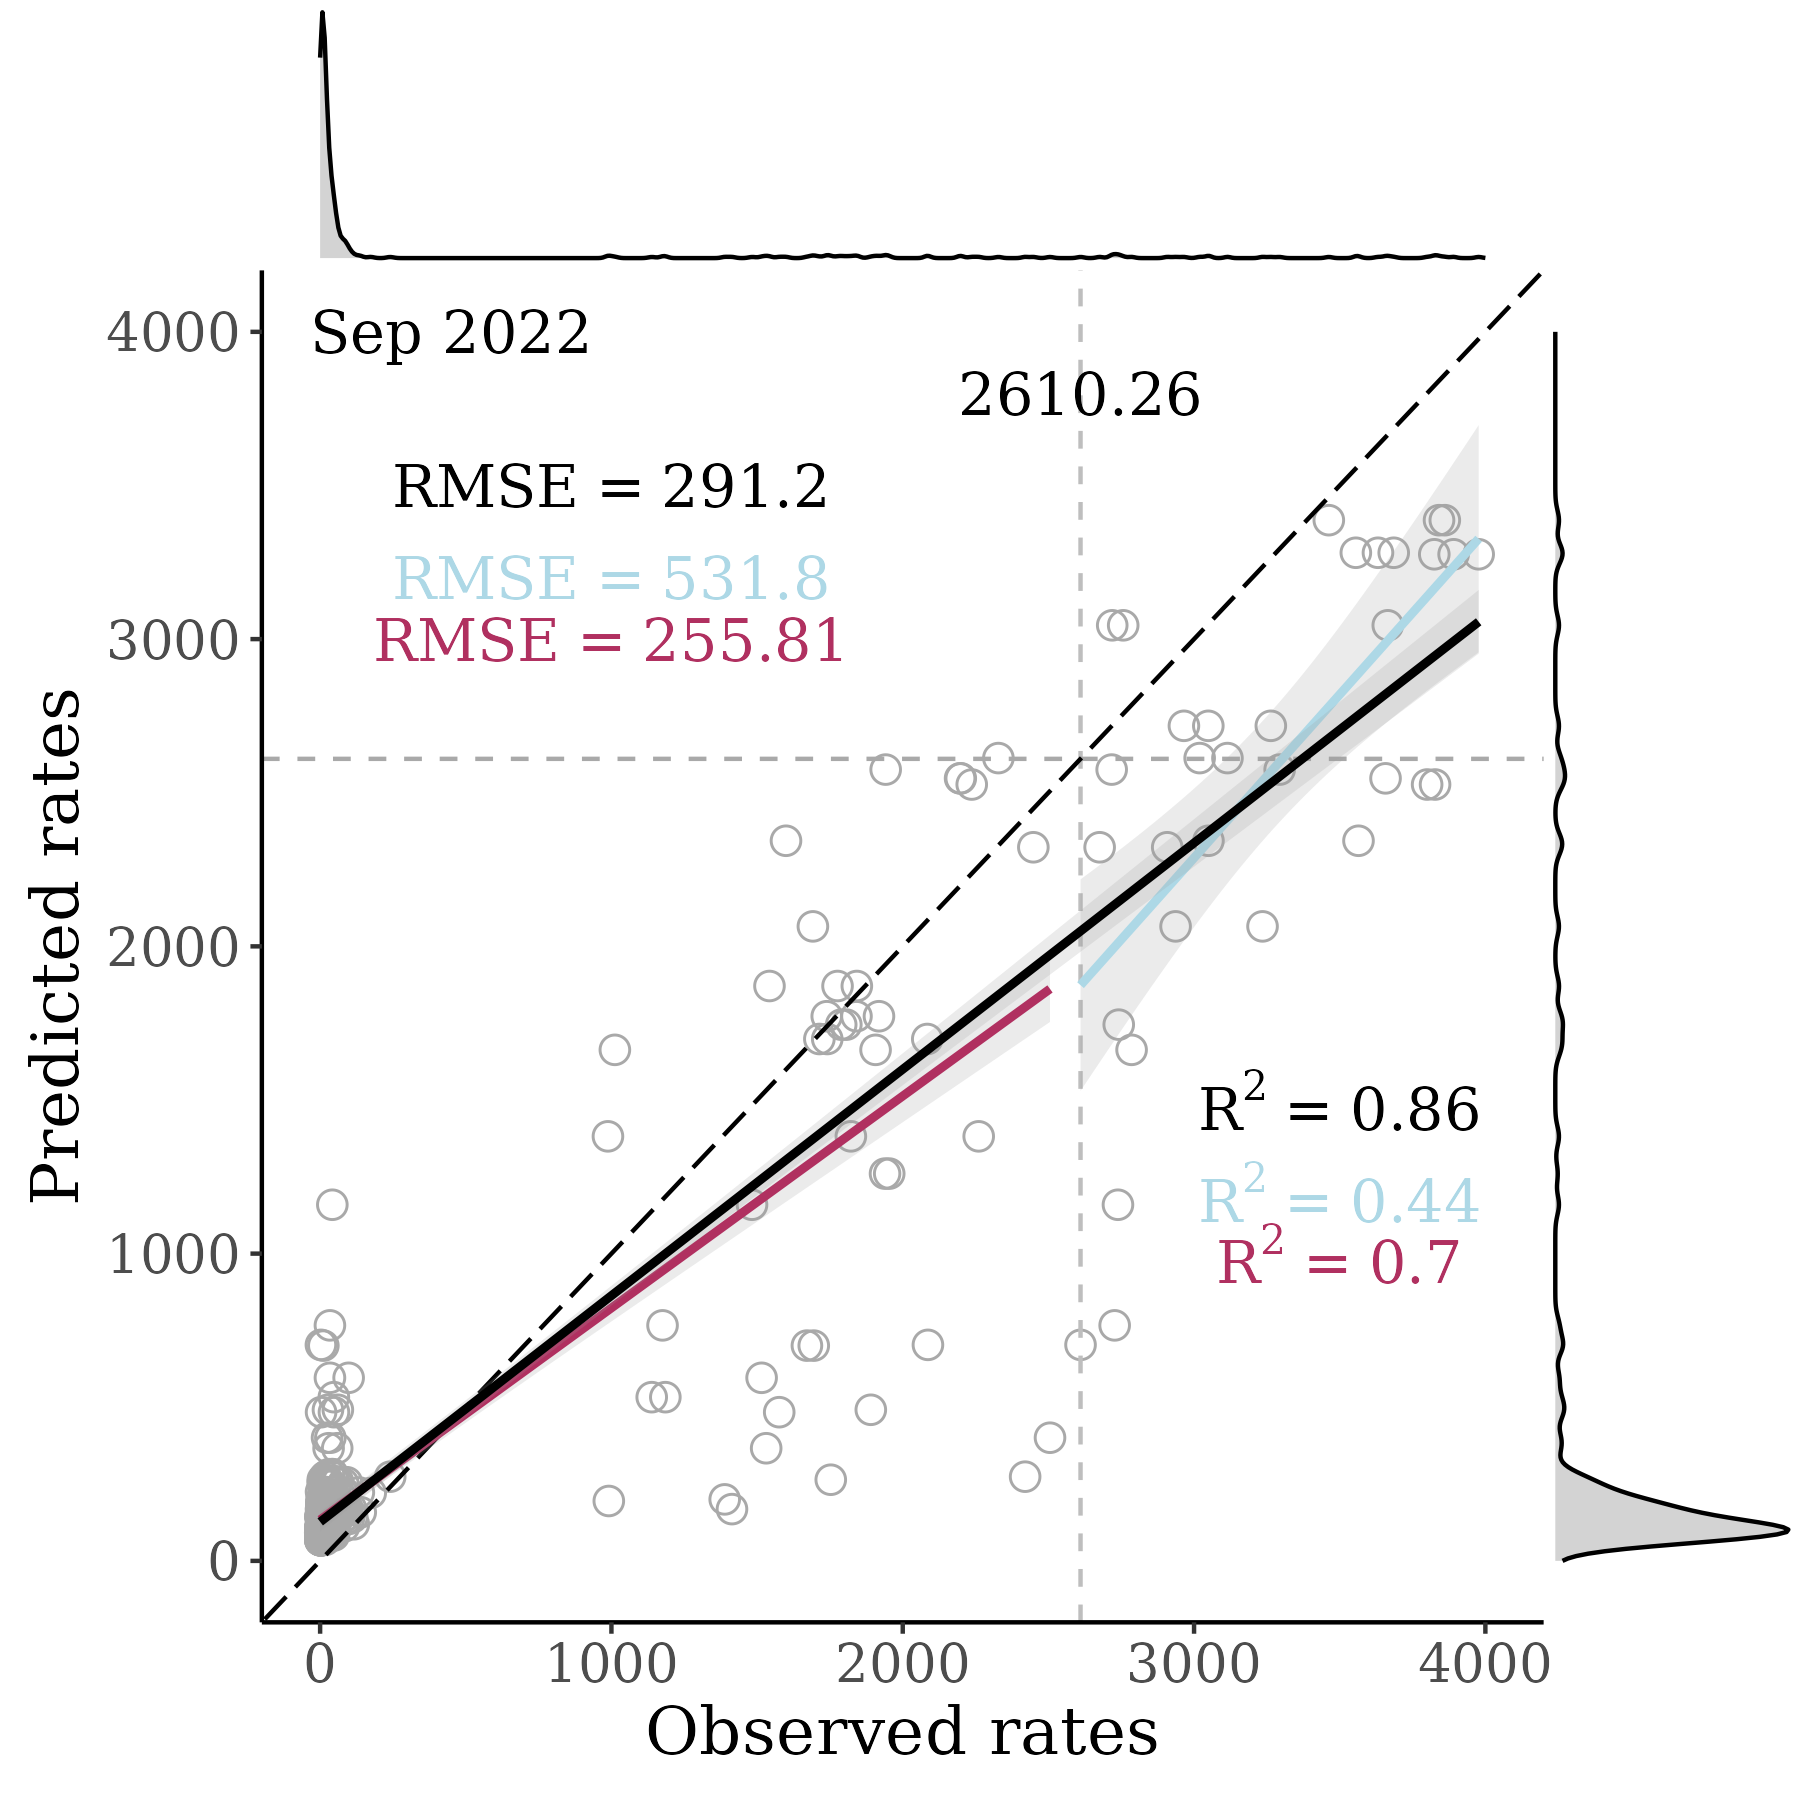 Sep 2022
2610.26
RMSE = 291.2
RMSE = 531.8
RMSE = 255.81
R² = 0.86
R² = 0.44
R² = 0.7
4000
3000
2000
1000
0
Predicted rates
0 1000 2000 3000 4000
Observed rates